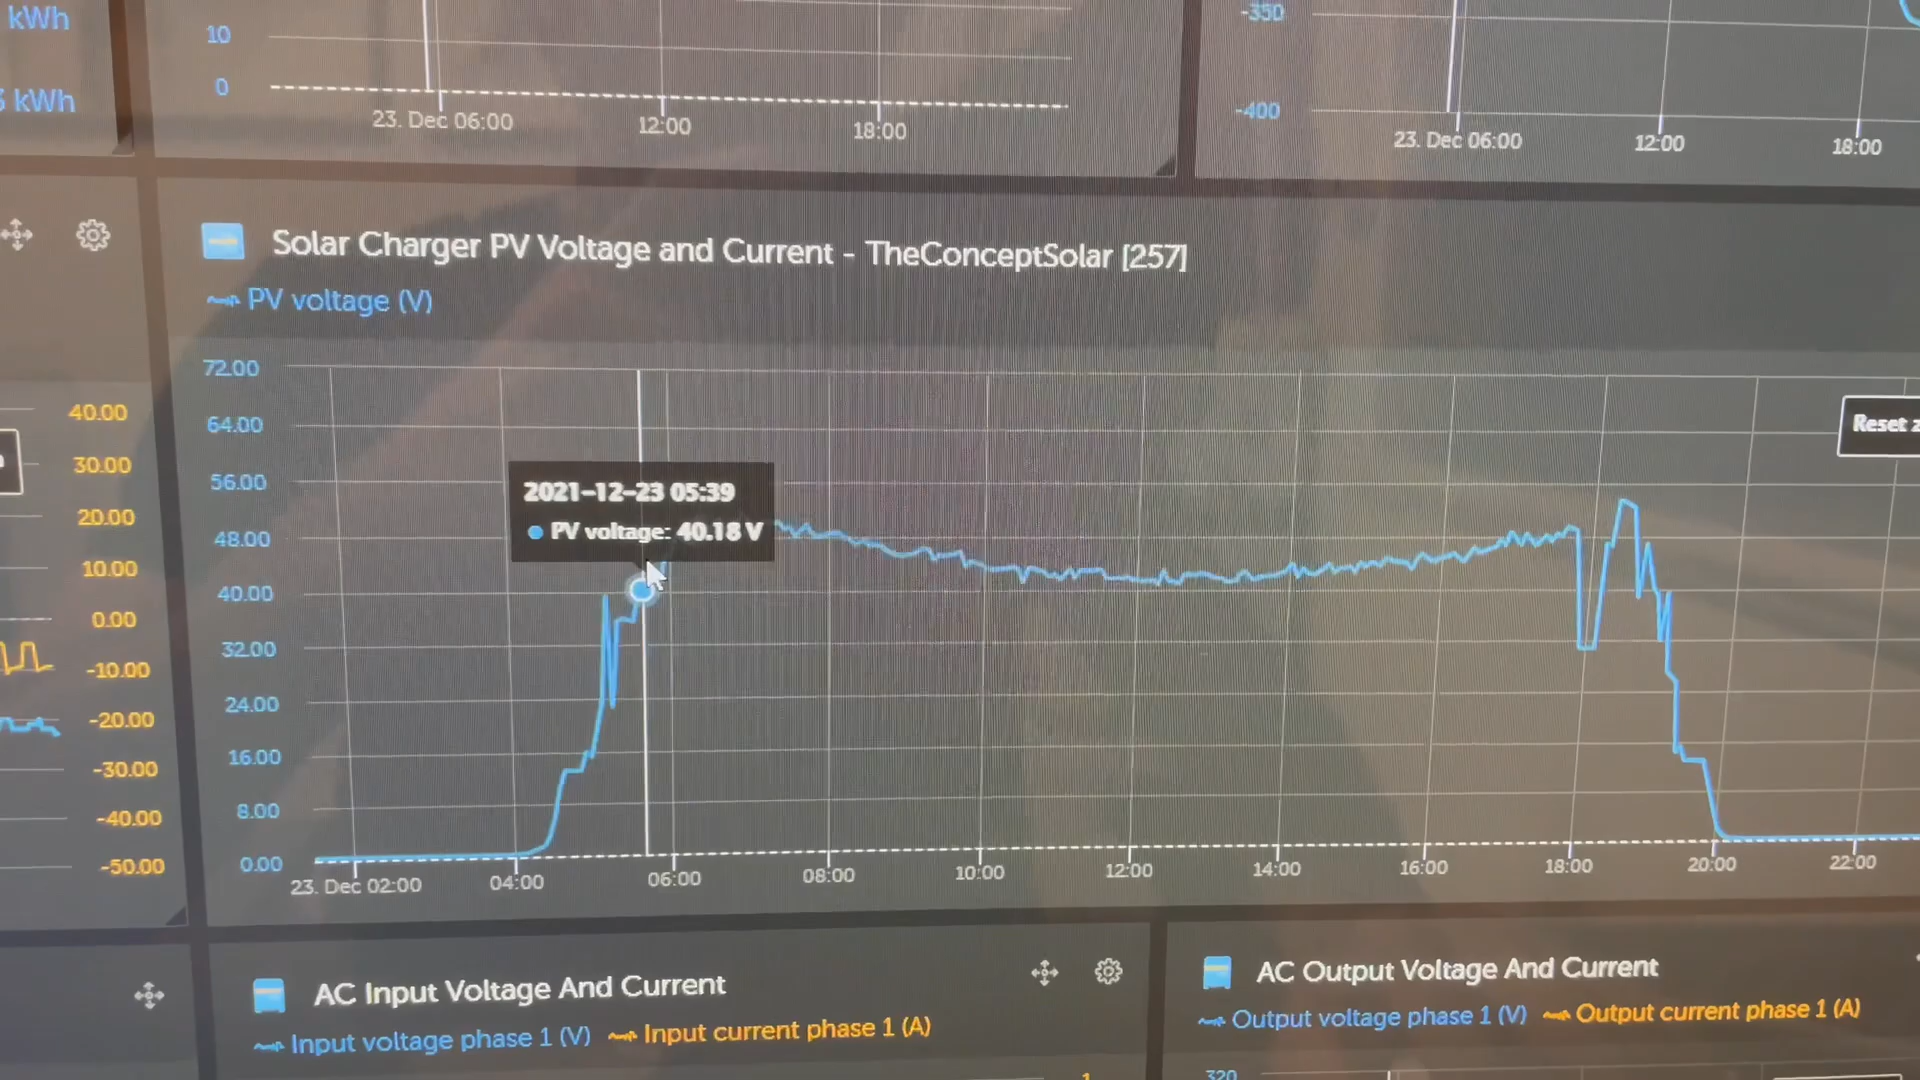 kWh
kWh
10
0
23. Dec 06:00
12:00
18:00
-350
-400
23. Dec 06:00
12:00
18:00
Solar Charger PV Voltage and Current - TheConceptSolar [257]
PV voltage (V)
72.00
64.00
56.00
48.00
40.00
32.00
24.00
16.00
8.00
0.00
40.00
30.00
20.00
10.00
0.00
-10.00
-20.00
-30.00
-40.00
-50.00
2021-12-23 05:39
PV voltage: 40.18 V
Reset
23. Dec 02:00
04:00
06:00
08:00
10:00
12:00
14:00
16:00
18:00
20:00
22:00
AC Input Voltage And Current
Input voltage phase 1 (V)
Input current phase 1 (A)
AC Output Voltage And Current
Output voltage phase 1 (V)
Output current phase 1 (A)
320